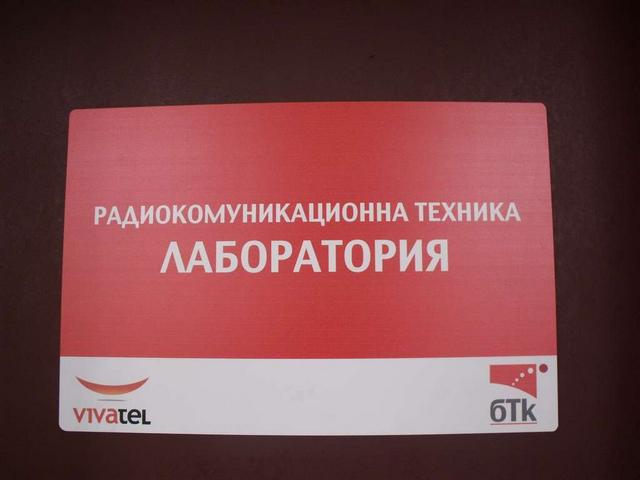 РАДИОКОМУНИКАЦИОННА ТЕХНИКА
ЛАБОРАТОРИЯ
vivatel
бТк